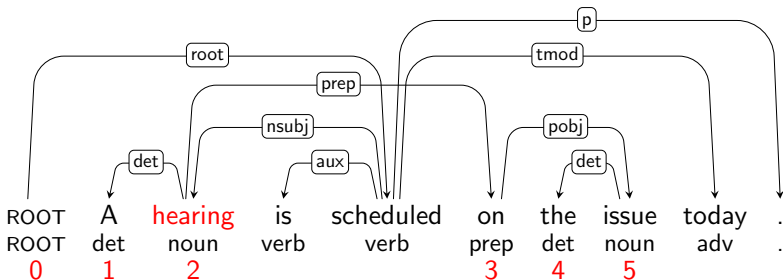 p
root tmod
prep
nsubj pobj
det aux det
ROOT A hearing is scheduled on the issue today .
ROOT det noun verb verb prep det noun adv .
0 1 2 3 4 5